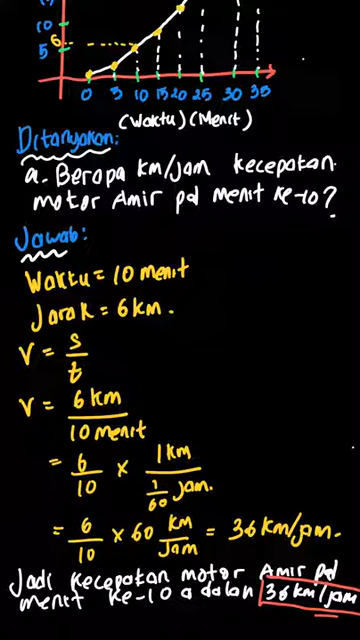 10
6
5
0 5 10 15 20 25 30 35
(Waktu) (Menit)
Ditanyakan:
a. Berapa km/jam kecepatan
motor Amir pd menit ke-10?
Jawab:
Waktu = 10 menit
Jarak = 6 km.
V = s/t
V = 6 km/10 menit
= 6/10 × 1 km/(1/60 jam.)
= 6/10 × 60 km/jam = 36 km/jam.
Jadi kecepatan motor Amir pd
menit ke-10 adalah 36 km/jam